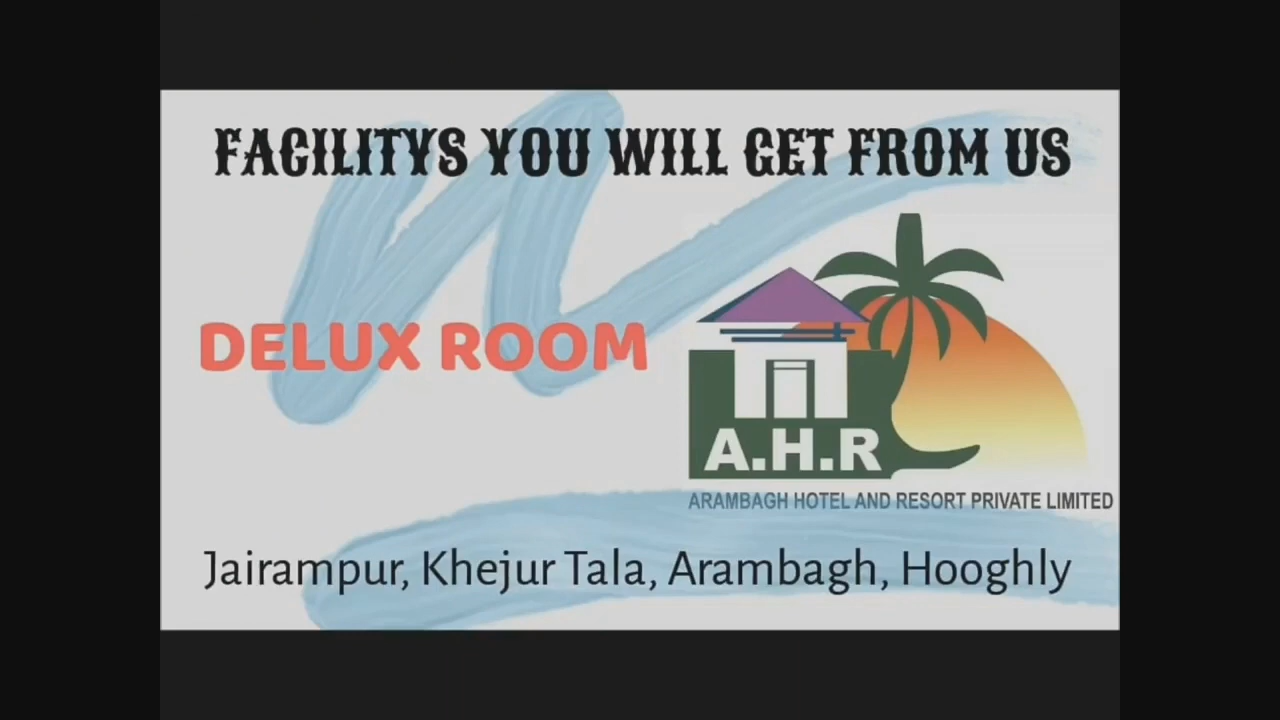 FACILITYS YOU WILL GET FROM US
DELUX ROOM
A.H.R
ARAMBAGH HOTEL AND RESORT PRIVATE LIMITED
Jairampur, Khejur Tala, Arambagh, Hooghly